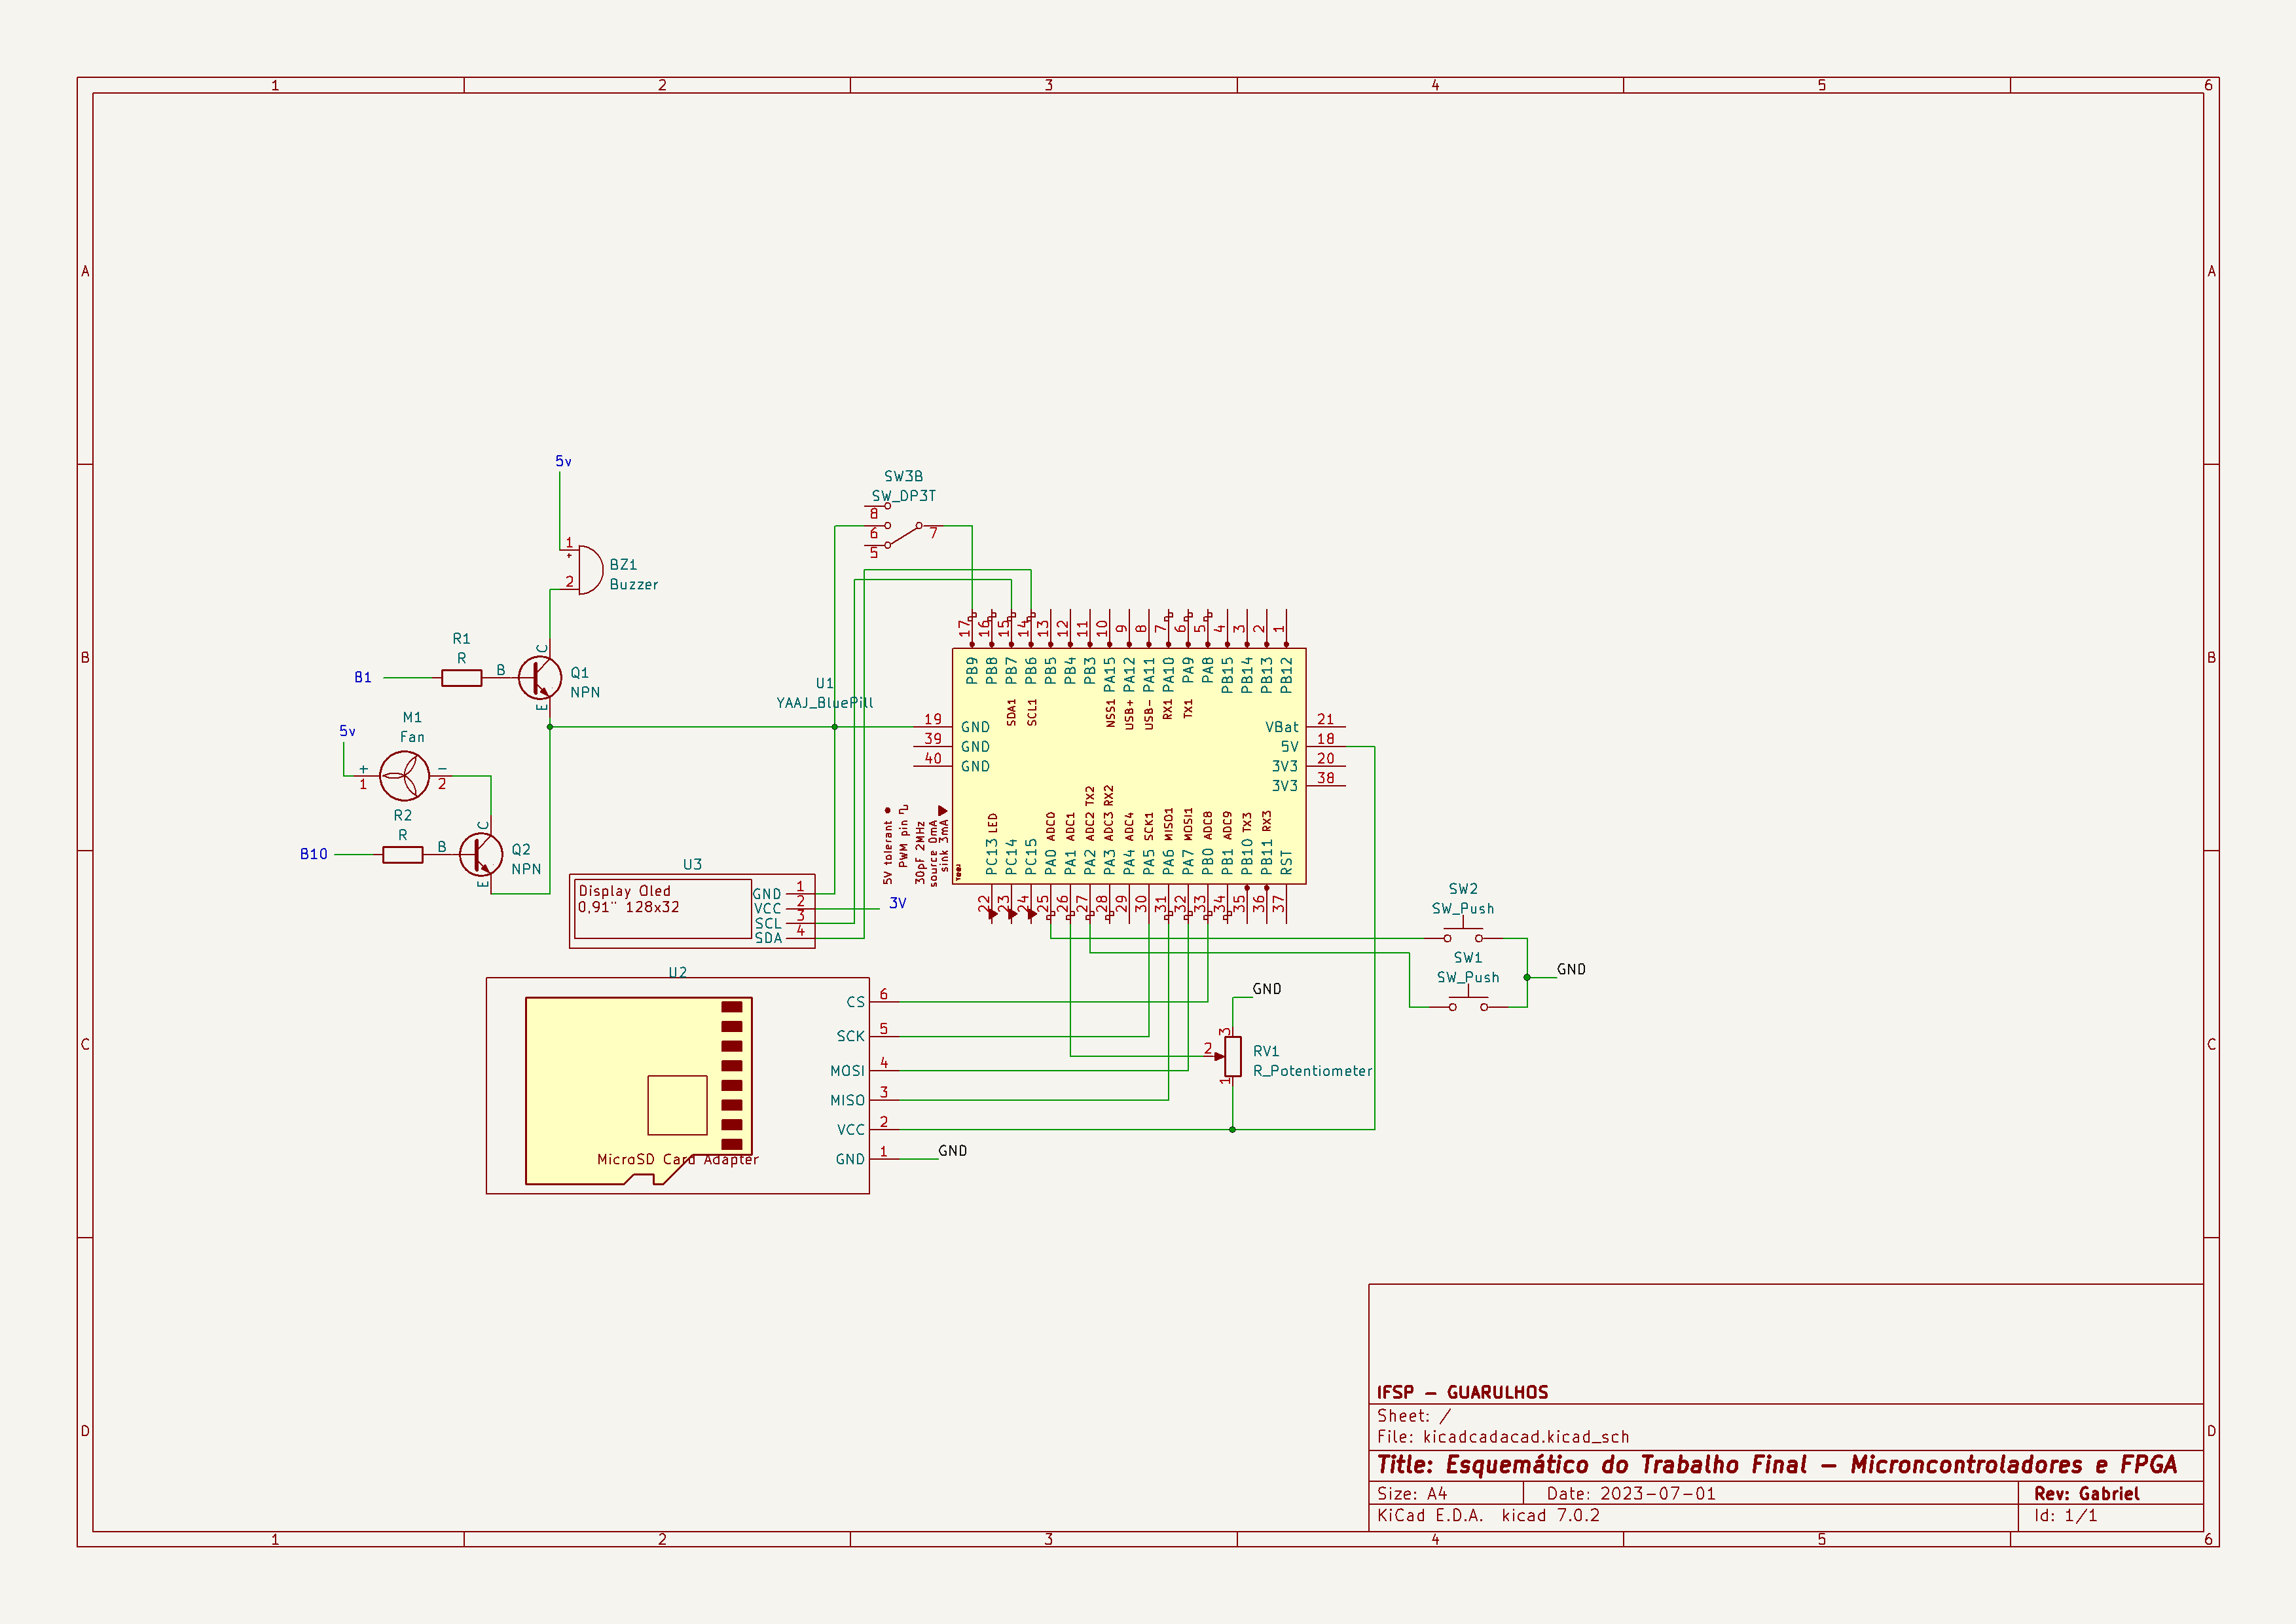 1 2 3 4 5 6
A A
B B
C C
D D
5v
1
+
2
BZ1
Buzzer
R1
R
B1
B
C
E
Q1
NPN
M1
Fan
5v
+
1
−
2
R2
R
B10
B
C
E
Q2
NPN
SW3B
SW_DP3T
8
6
5
7
U1
YAAJ_BluePill
17 16 15 14 13 12 11 10 9 8 7 6 5 4 3 2 1
PB9 PB8 PB7 PB6 PB5 PB4 PB3 PA15 PA12 PA11 PA10 PA9 PA8 PB15 PB14 PB13 PB12
SDA1 SCL1 NSS1 USB+ USB- RX1 TX1
19 GND
39 GND
40 GND
VBat 21
5V 18
3V3 20
3V3 38
5V tolerant
PWM pin
30pF 2MHz
source 0mA
sink 3mA
LED ADC0 ADC1 ADC2 TX2 ADC3 RX2 ADC4 SCK1 MISO1 MOSI1 ADC8 ADC9 TX3 RX3
PC13 PC14 PC15 PA0 PA1 PA2 PA3 PA4 PA5 PA6 PA7 PB0 PB1 PB10 PB11 RST
22 23 24 25 26 27 28 29 30 31 32 33 34 35 36 37
U3
Display Oled
0,91" 128x32
GND 1
VCC 2
SCL 3
SDA 4
3V
U2
CS 6
SCK 5
MOSI 4
MISO 3
VCC 2
GND 1
GND
MicroSD Card Adapter
GND
3
2
1
RV1
R_Potentiometer
SW2
SW_Push
SW1
SW_Push
GND
IFSP − GUARULHOS
Sheet: /
File: kicadcadacad.kicad_sch
Title: Esquemático do Trabalho Final − Microncontroladores e FPGA
Size: A4 Date: 2023-07-01 Rev: Gabriel
KiCad E.D.A. kicad 7.0.2 Id: 1/1
1 2 3 4 5 6